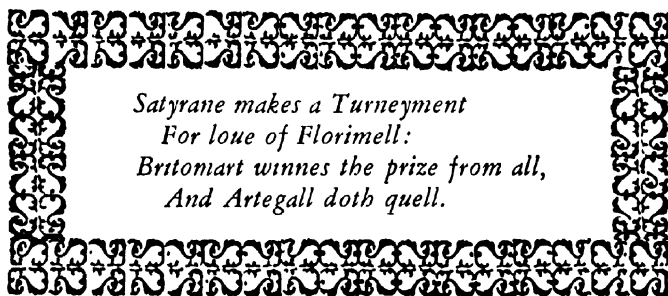 Satyrane makes a Turneyment
For loue of Florimell:
Britomart winnes the prize from all,
And Artegall doth quell.